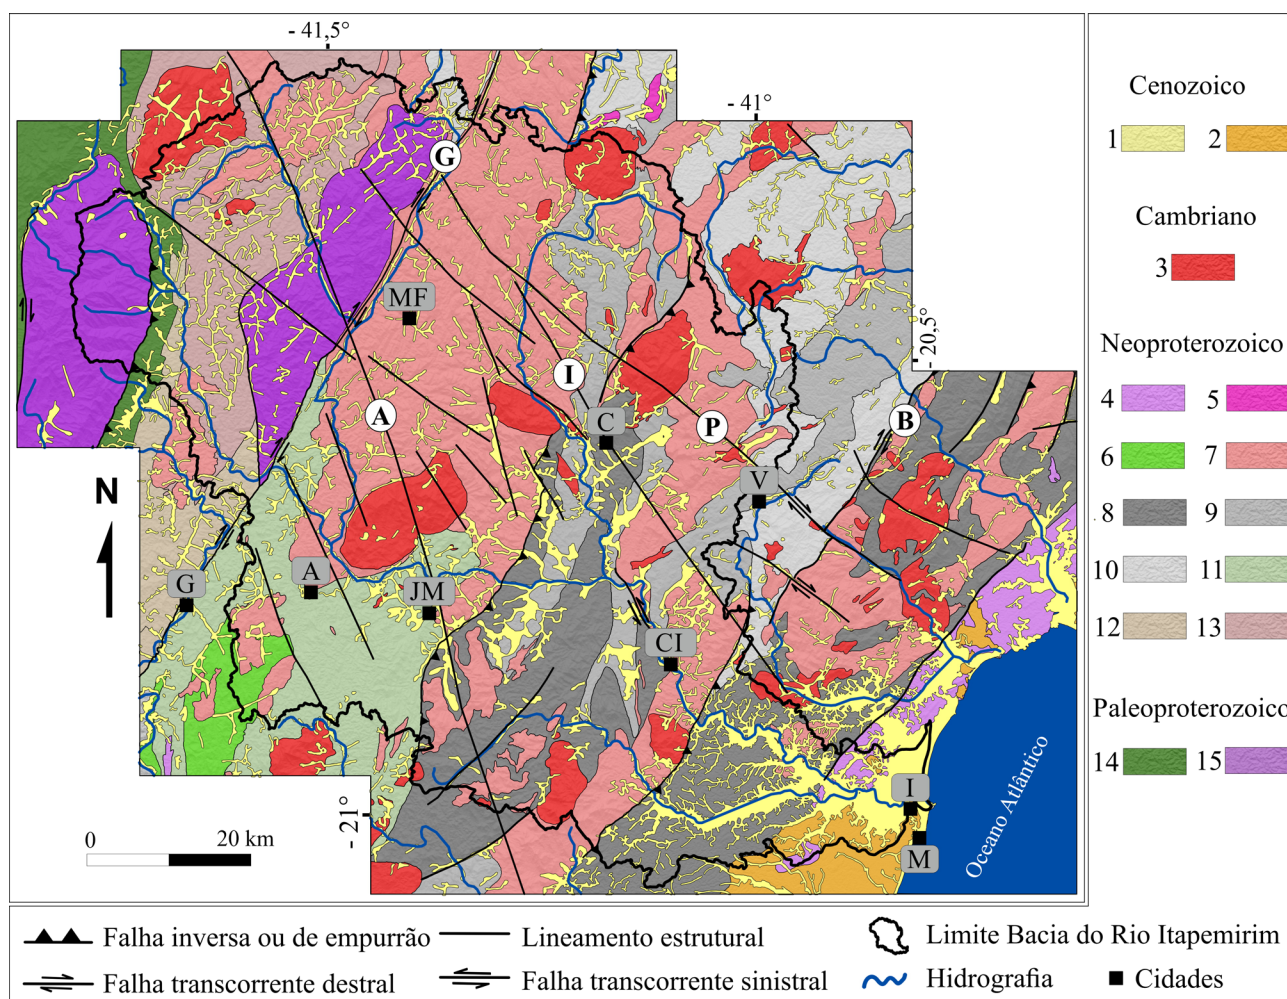 - 41,5°
- 41°
Cenozoico
1
2
Cambriano
3
Neoproterozoico
4
5
6
7
8
9
10
11
12
13
Paleoproterozoico
14
15
G
MF
- 20,5°
I
A
C
P
B
V
N
G
A
JM
CI
I
M
- 21°
0
20 km
Oceano Atlântico
Falha inversa ou de empurrão
Lineamento estrutural
Limite Bacia do Rio Itapemirim
Falha transcorrente destral
Falha transcorrente sinistral
Hidrografia
Cidades